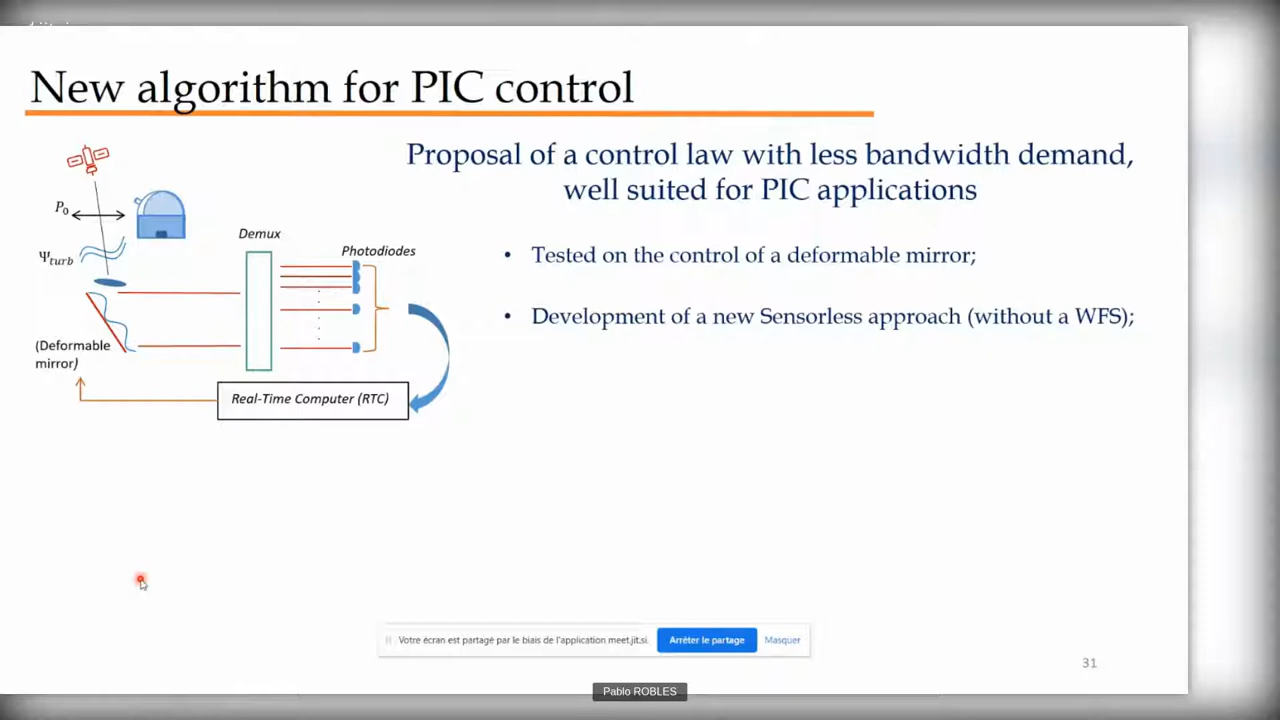 New algorithm for PIC control
Proposal of a control law with less bandwidth demand,
well suited for PIC applications
• Tested on the control of a deformable mirror;
• Development of a new Sensorless approach (without a WFS);
P₀
Ψturb
Demux
Photodiodes
(Deformable
mirror)
Real-Time Computer (RTC)
Votre écran est partagé par le biais de l'application meet.jit.si.
Arrêter le partage
Masquer
31
Pablo ROBLES